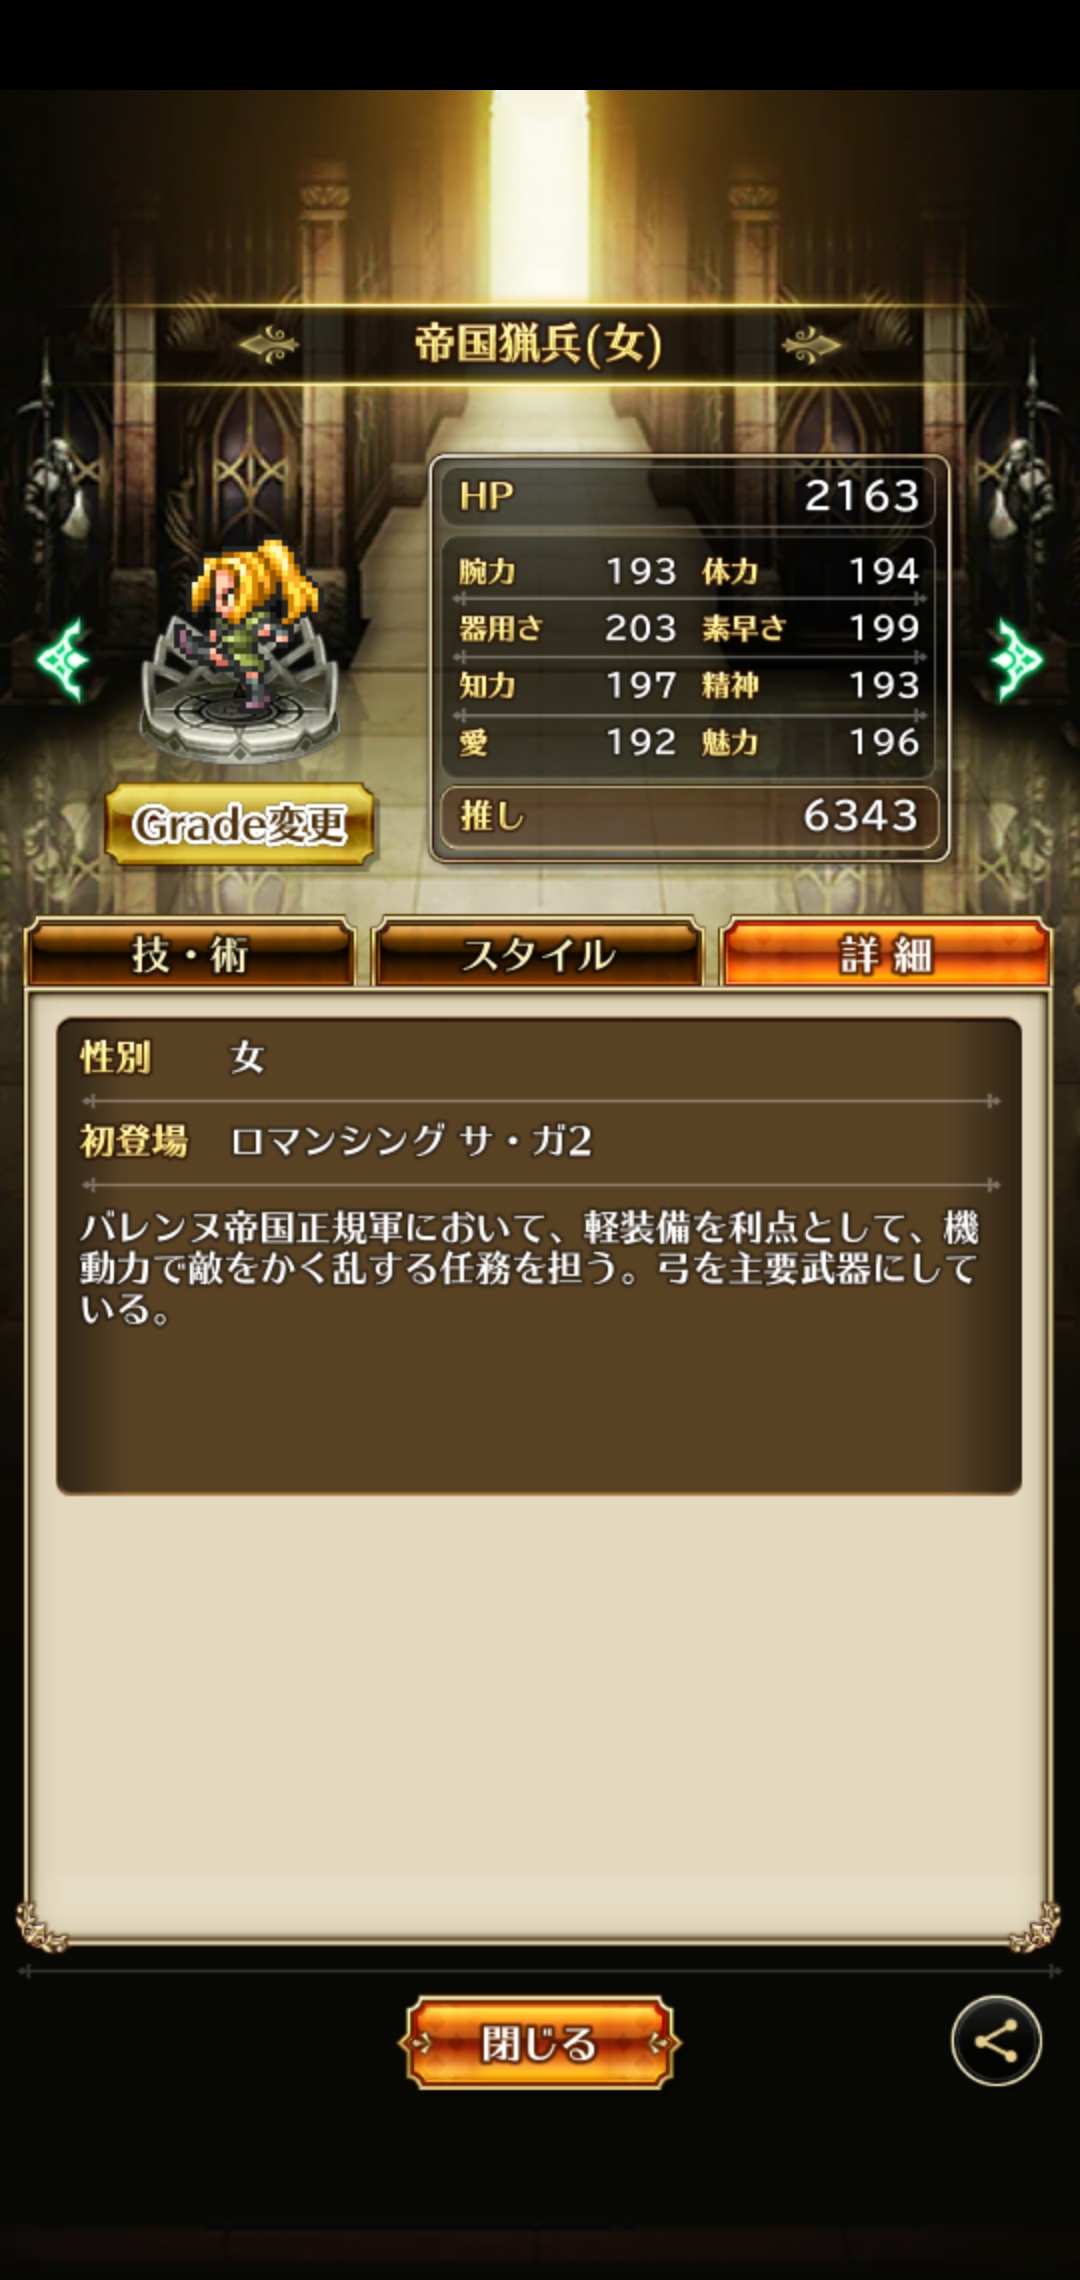 帝国猟兵(女)
HP 2163
腕力 193 体力 194
器用さ 203 素早さ 199
知力 197 精神 193
愛 192 魅力 196
推し 6343
Grade変更
技・術 スタイル 詳細
性別 女
初登場 ロマンシング サ・ガ2
バレンヌ帝国正規軍において、軽装備を利点として、機
動力で敵をかく乱する任務を担う。弓を主要武器にして
いる。
閉じる